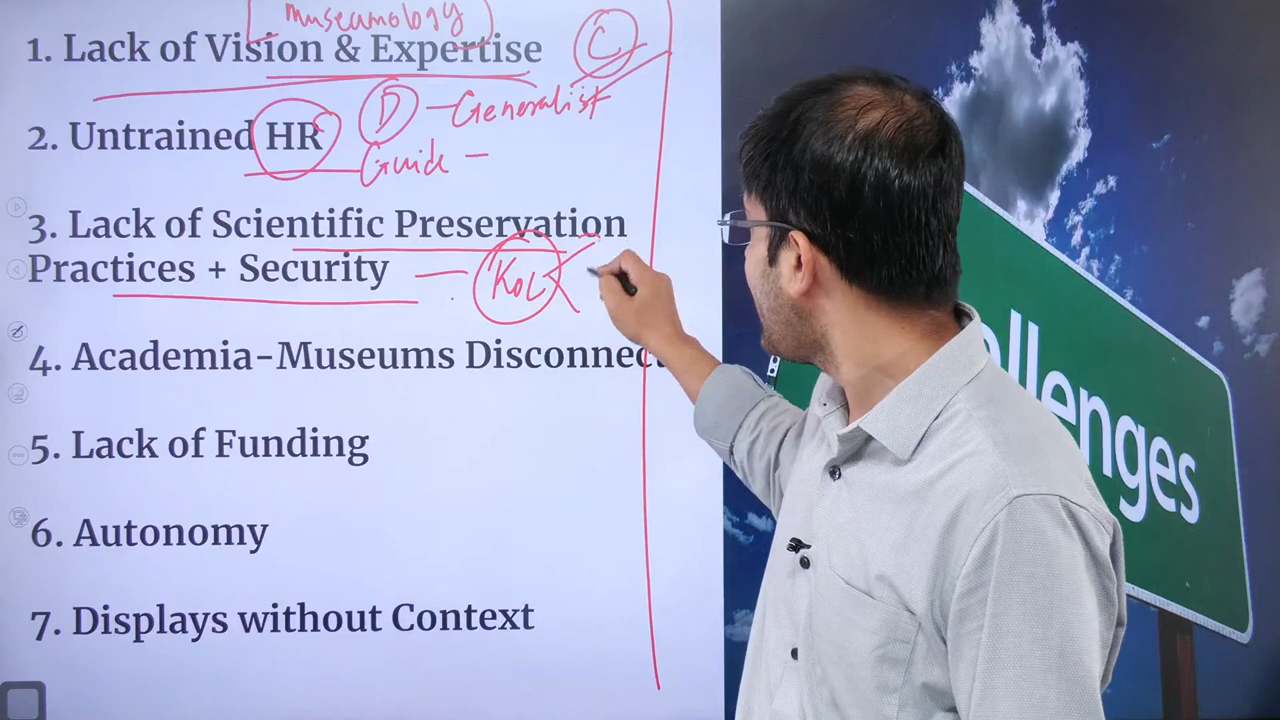 Museumology
1. Lack of Vision & Expertise
C
D - Generalist
2. Untrained HR
Guide -
3. Lack of Scientific Preservation
Practices + Security
Kol
4. Academia-Museums Disconnect
5. Lack of Funding
6. Autonomy
7. Displays without Context
llenges